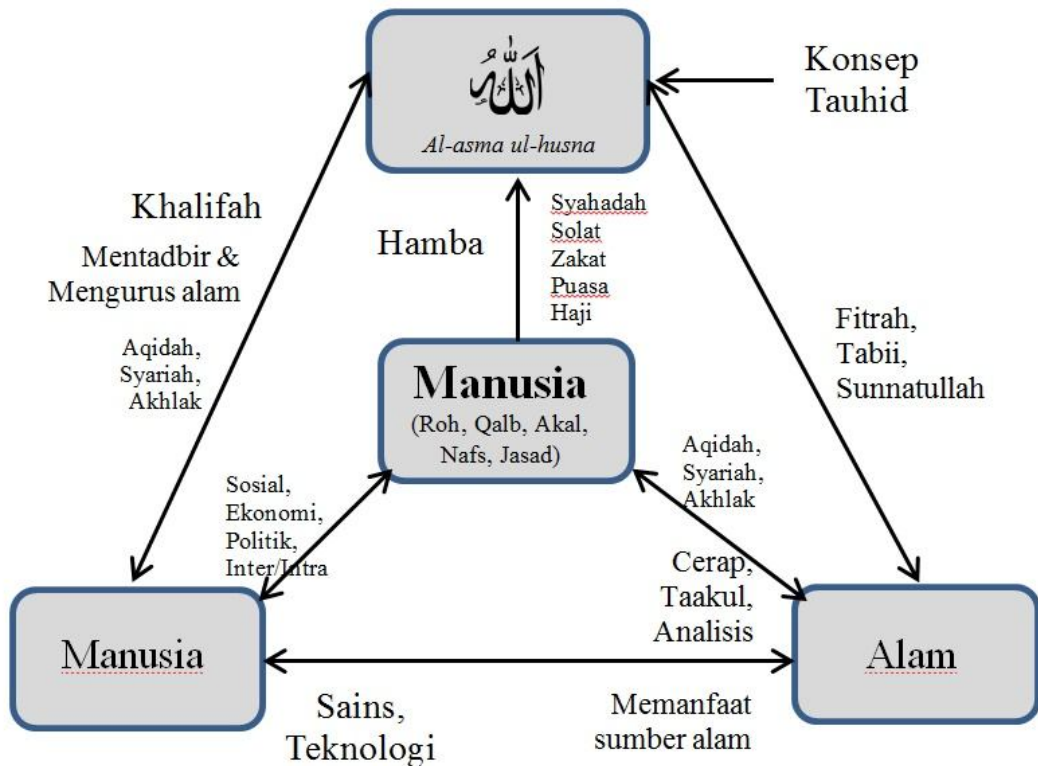 اللّٰهُ
Al-asma ul-husna
Konsep
Tauhid
Khalifah
Mentadbir &
Mengurus alam
Aqidah,
Syariah,
Akhlak
Hamba
Syahadah
Solat
Zakat
Puasa
Haji
Fitrah,
Tabii,
Sunnatullah
Manusia
(Roh, Qalb, Akal,
Nafs, Jasad)
Sosial,
Ekonomi,
Politik,
Inter/Intra
Aqidah,
Syariah,
Akhlak
Cerap,
Taakul,
Analisis
Manusia
Alam
Sains,
Teknologi
Memanfaat
sumber alam